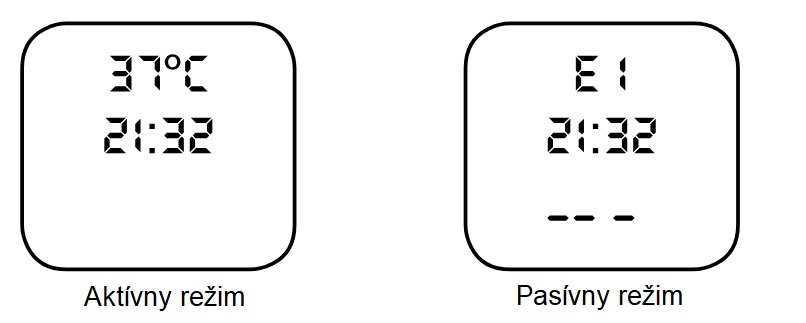 37°C
21:32
Aktívny režim
E1
21:32
-- -
Pasívny režim